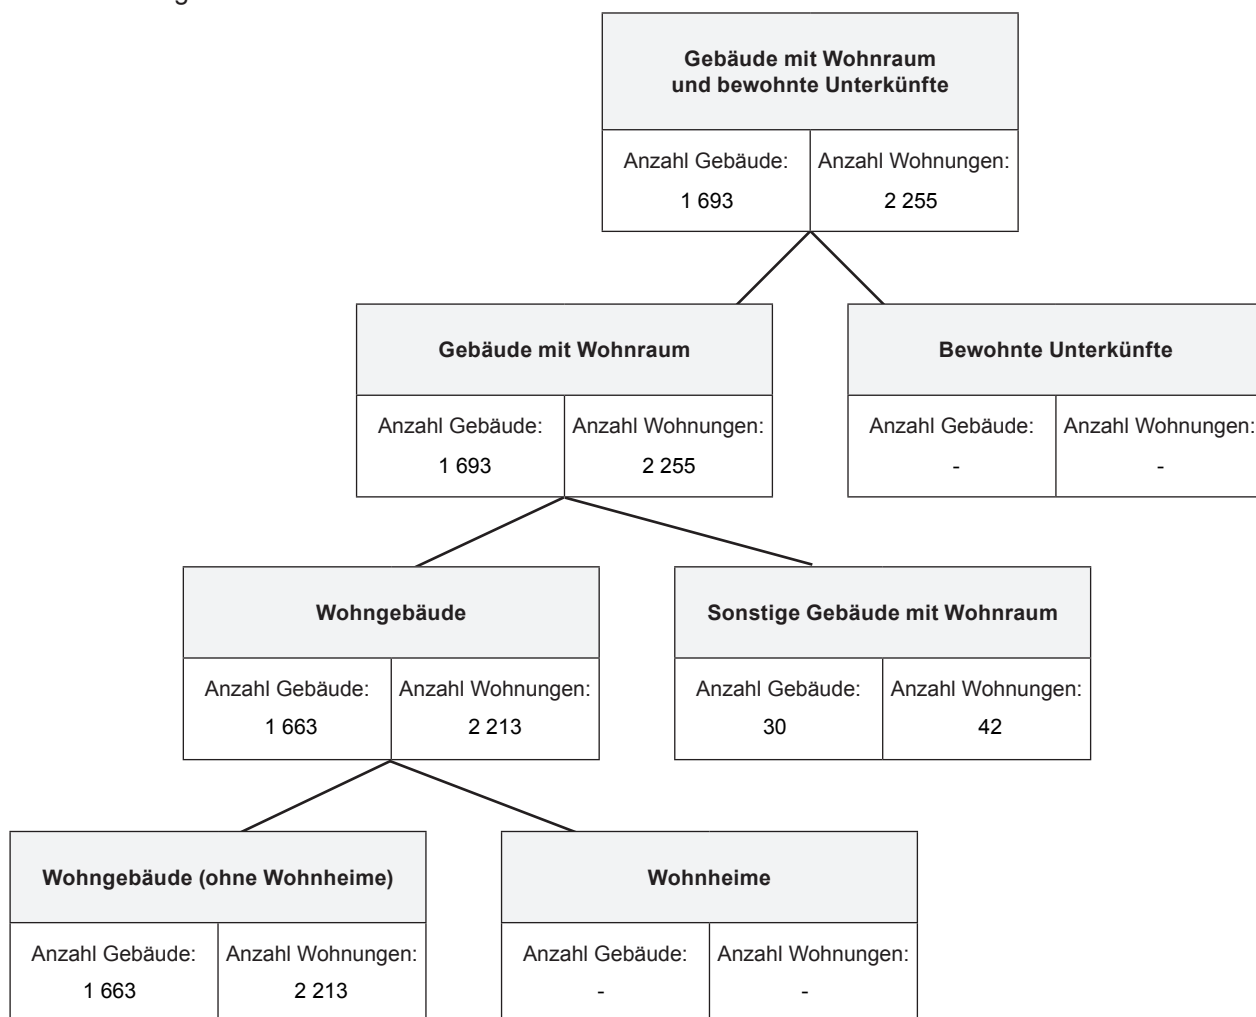 Gebäude mit Wohnraum
und bewohnte Unterkünfte
Anzahl Gebäude: Anzahl Wohnungen:
1 693 2 255
Gebäude mit Wohnraum Bewohnte Unterkünfte
Anzahl Gebäude: Anzahl Wohnungen: Anzahl Gebäude: Anzahl Wohnungen:
1 693 2 255 - -
Wohngebäude Sonstige Gebäude mit Wohnraum
Anzahl Gebäude: Anzahl Wohnungen: Anzahl Gebäude: Anzahl Wohnungen:
1 663 2 213 30 42
Wohngebäude (ohne Wohnheime) Wohnheime
Anzahl Gebäude: Anzahl Wohnungen: Anzahl Gebäude: Anzahl Wohnungen:
1 663 2 213 - -